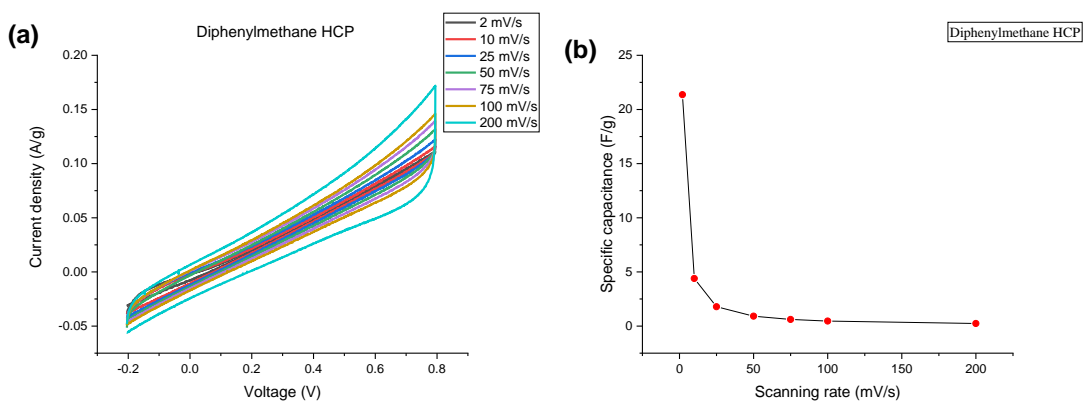 (a)
Diphenylmethane HCP
2 mV/s
10 mV/s
25 mV/s
50 mV/s
75 mV/s
100 mV/s
200 mV/s
0.20
0.15
0.10
0.05
0.00
-0.05
Current density (A/g)
-0.2
0.0
0.2
0.4
0.6
0.8
Voltage (V)
(b)
Diphenylmethane HCP
25
20
15
10
5
0
Specific capacitance (F/g)
0
50
100
150
200
Scanning rate (mV/s)